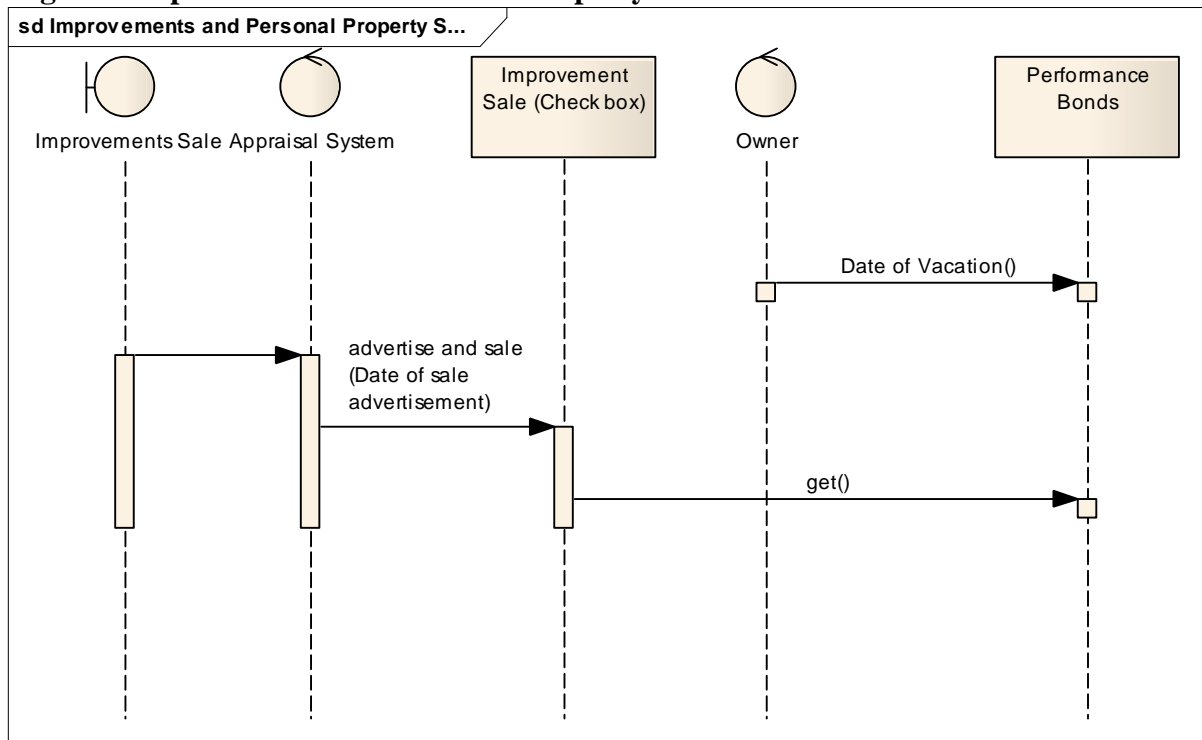 sd Improvements and Personal Property S...
Improvements Sale
Appraisal System
Improvement
Sale (Check box)
Owner
Performance
Bonds
Date of Vacation()
advertise and sale
(Date of sale
advertisement)
get()